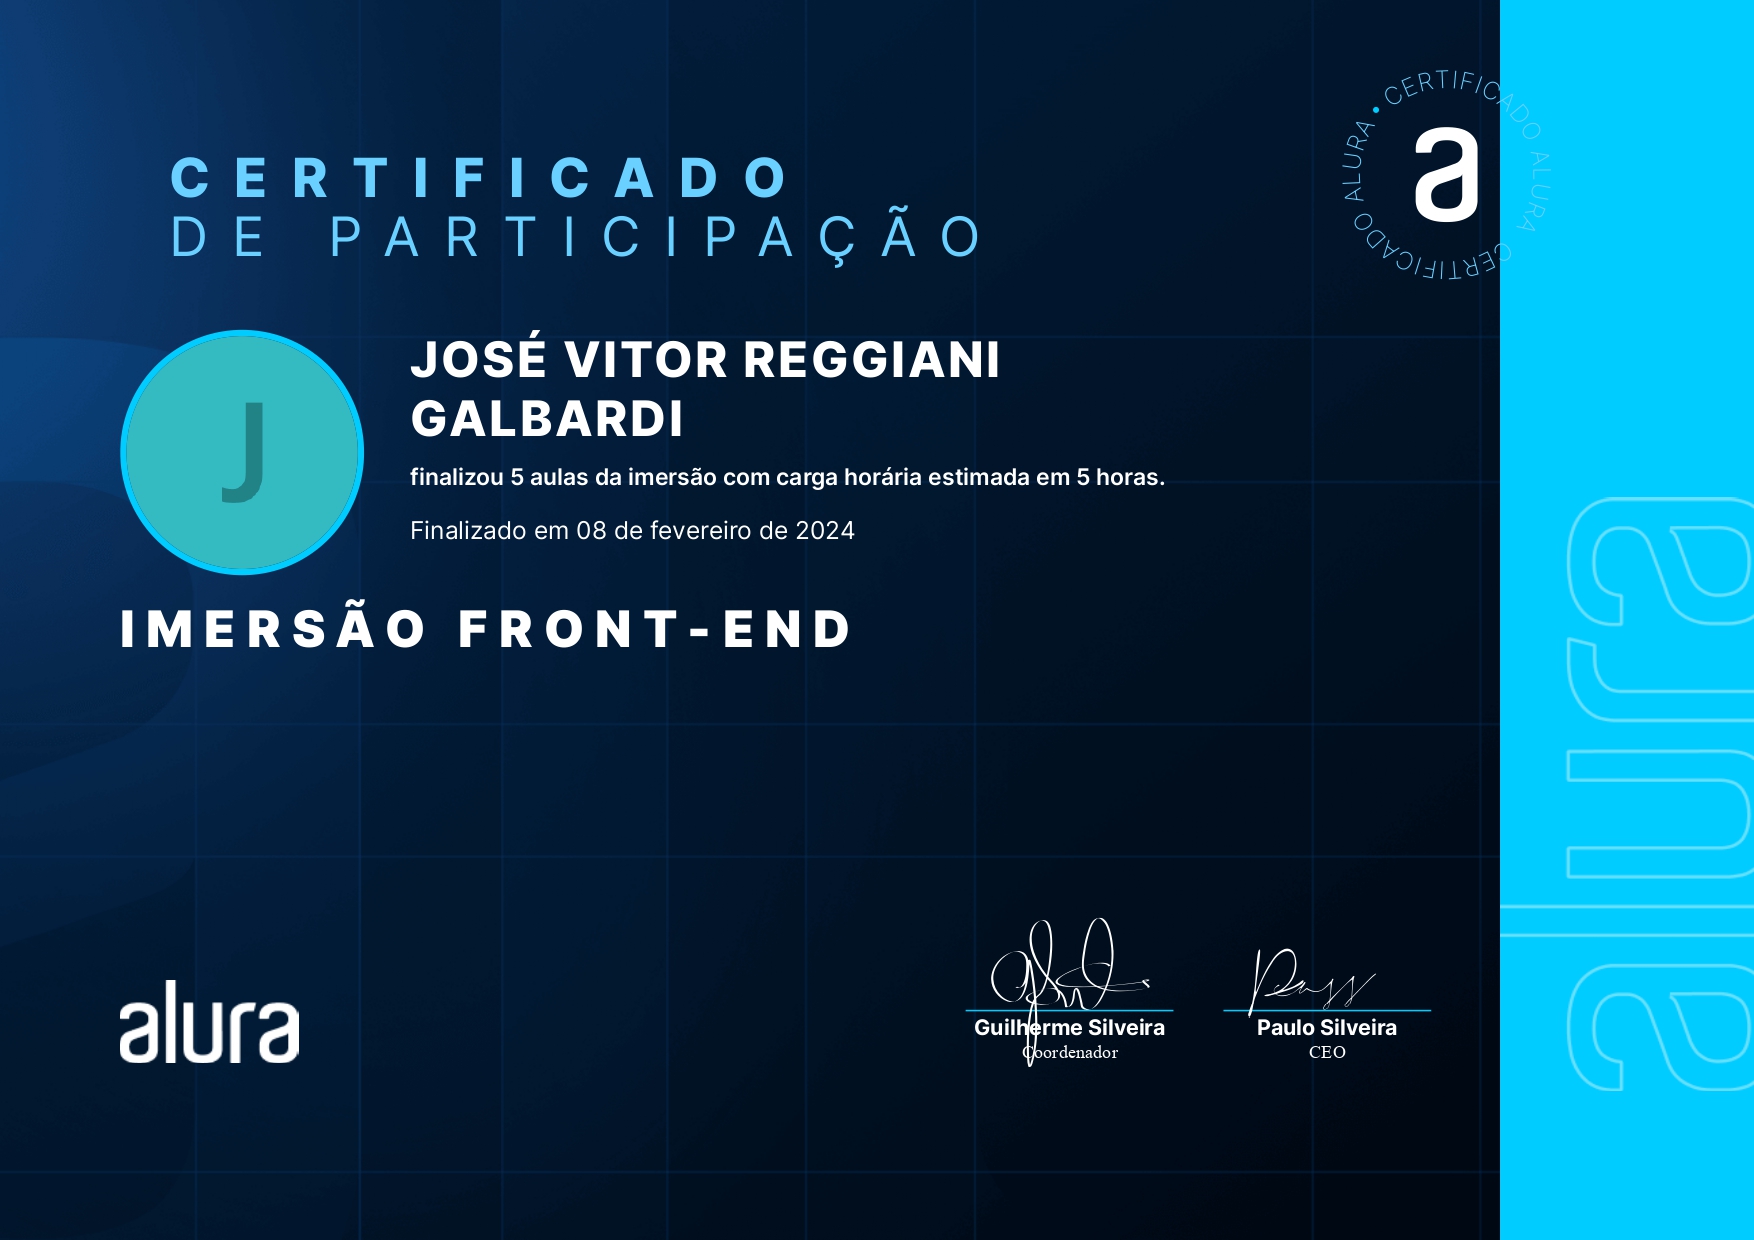 CERTIFICADO
DE PARTICIPAÇÃO
CERTIFICADO ALURA • CERTIFICADO ALURA
a
J
JOSÉ VITOR REGGIANI
GALBARDI
finalizou 5 aulas da imersão com carga horária estimada em 5 horas.
Finalizado em 08 de fevereiro de 2024
IMERSÃO FRONT-END
alura
Guilherme Silveira
Coordenador
Paulo Silveira
CEO
alura